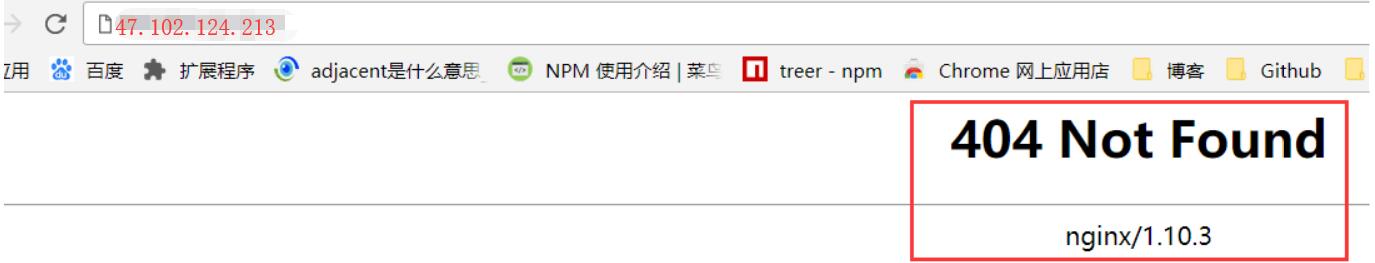 47.102.124.213
应用 百度 扩展程序 adjacent是什么意思_ NPM 使用介绍 | 菜鸟 treer - npm Chrome 网上应用店 博客 Github
404 Not Found
nginx/1.10.3